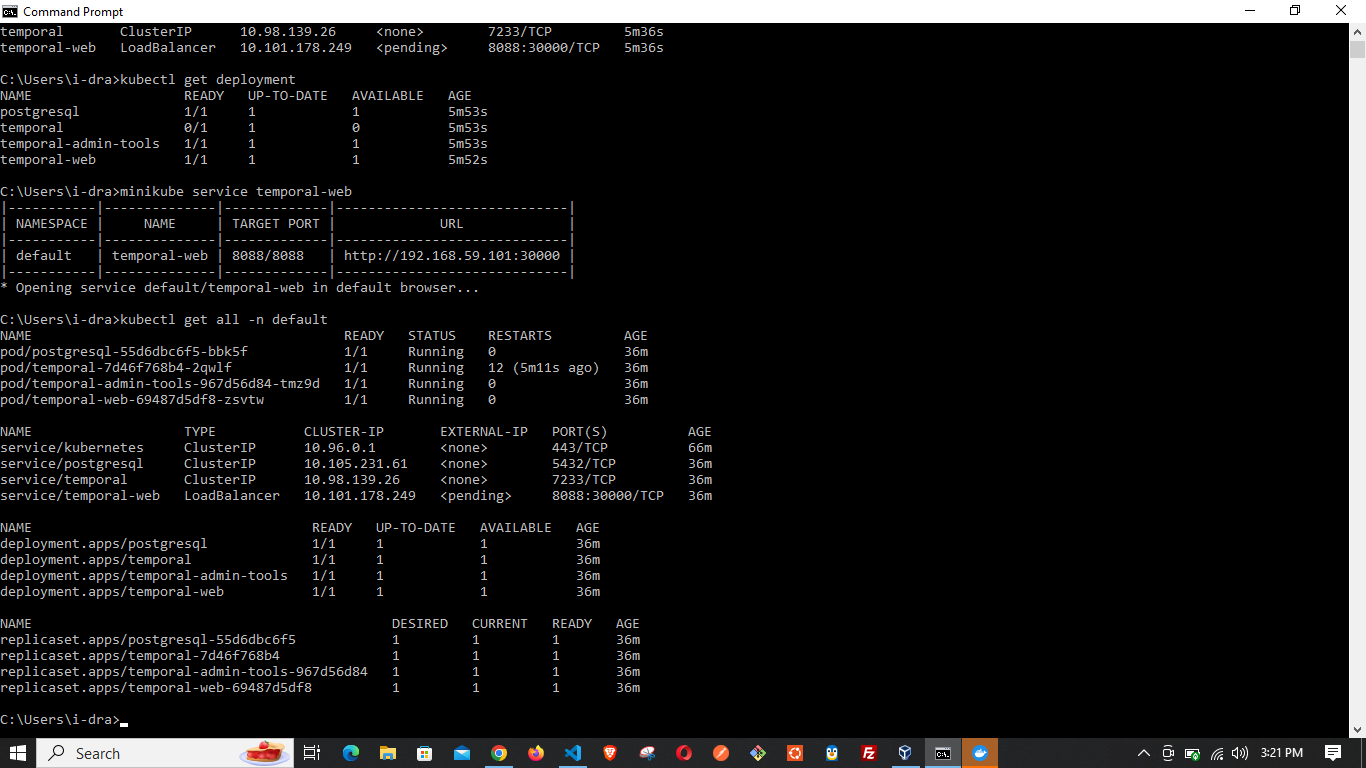 Command Prompt
temporal       ClusterIP      10.98.139.26     <none>        7233/TCP         5m36s
temporal-web   LoadBalancer   10.101.178.249   <pending>     8088:30000/TCP   5m36s
C:\Users\i-dra>kubectl get deployment
NAME                   READY   UP-TO-DATE   AVAILABLE   AGE
postgresql             1/1     1            1           5m53s
temporal               0/1     1            0           5m53s
temporal-admin-tools   1/1     1            1           5m53s
temporal-web           1/1     1            1           5m52s
C:\Users\i-dra>minikube service temporal-web
|-----------|--------------|-------------|-----------------------------|
| NAMESPACE |     NAME     | TARGET PORT |             URL             |
|-----------|--------------|-------------|-----------------------------|
| default   | temporal-web | 8088/8088   | http://192.168.59.101:30000 |
|-----------|--------------|-------------|-----------------------------|
* Opening service default/temporal-web in default browser...
C:\Users\i-dra>kubectl get all -n default
NAME                                       READY   STATUS    RESTARTS         AGE
pod/postgresql-55d6dbc6f5-bbk5f            1/1     Running   0                36m
pod/temporal-7d46f768b4-2qwlf              1/1     Running   12 (5m11s ago)   36m
pod/temporal-admin-tools-967d56d84-tmz9d   1/1     Running   0                36m
pod/temporal-web-69487d5df8-zsvtw          1/1     Running   0                36m
NAME                   TYPE           CLUSTER-IP       EXTERNAL-IP   PORT(S)          AGE
service/kubernetes     ClusterIP      10.96.0.1        <none>        443/TCP          66m
service/postgresql     ClusterIP      10.105.231.61    <none>        5432/TCP         36m
service/temporal       ClusterIP      10.98.139.26     <none>        7233/TCP         36m
service/temporal-web   LoadBalancer   10.101.178.249   <pending>     8088:30000/TCP   36m
NAME                                   READY   UP-TO-DATE   AVAILABLE   AGE
deployment.apps/postgresql             1/1     1            1           36m
deployment.apps/temporal               1/1     1            1           36m
deployment.apps/temporal-admin-tools   1/1     1            1           36m
deployment.apps/temporal-web           1/1     1            1           36m
NAME                                             DESIRED   CURRENT   READY   AGE
replicaset.apps/postgresql-55d6dbc6f5            1         1         1       36m
replicaset.apps/temporal-7d46f768b4              1         1         1       36m
replicaset.apps/temporal-admin-tools-967d56d84   1         1         1       36m
replicaset.apps/temporal-web-69487d5df8          1         1         1       36m
C:\Users\i-dra>
Search
3:21 PM